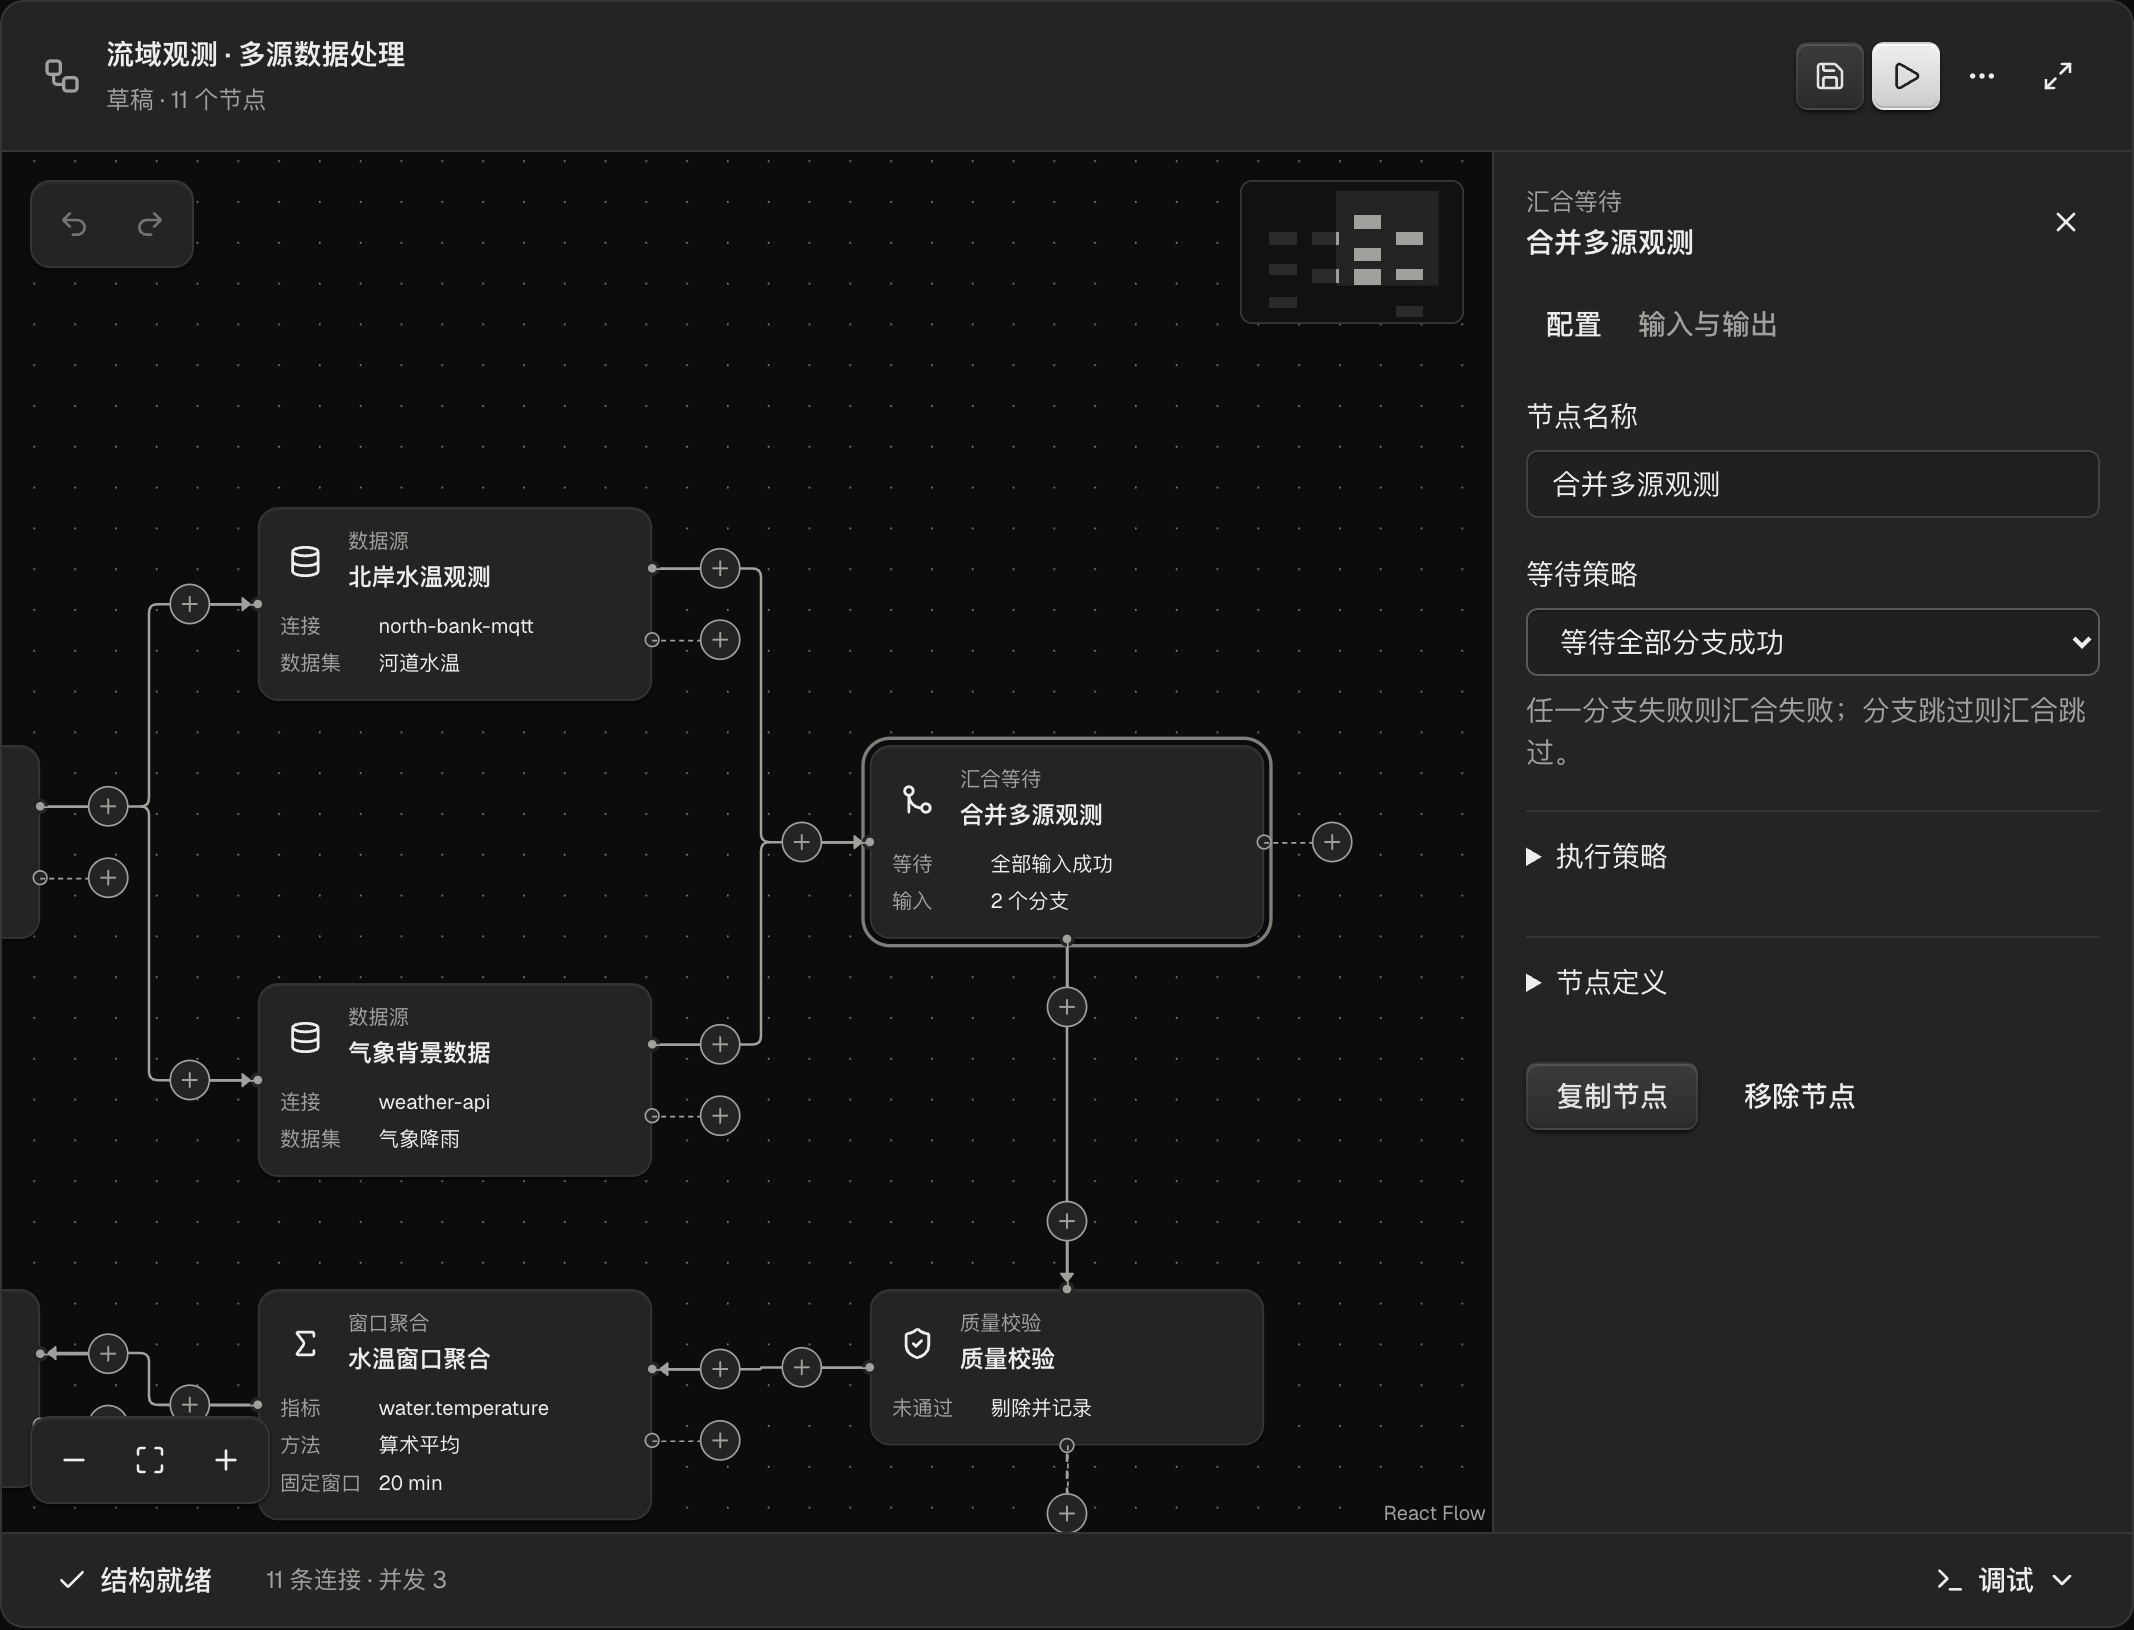 流域观测 · 多源数据处理
草稿 · 11 个节点
数据源
北岸水温观测
连接 north-bank-mqtt
数据集 河道水温
汇合等待
合并多源观测
等待 全部输入成功
输入 2 个分支
数据源
气象背景数据
连接 weather-api
数据集 气象降雨
窗口聚合
水温窗口聚合
指标 water.temperature
方法 算术平均
固定窗口 20 min
质量校验
质量校验
未通过 剔除并记录
React Flow
汇合等待
合并多源观测
配置 输入与输出
节点名称
合并多源观测
等待策略
等待全部分支成功
任一分支失败则汇合失败；分支跳过则汇合跳
过。
执行策略
节点定义
复制节点 移除节点
结构就绪 11 条连接 · 并发 3
调试